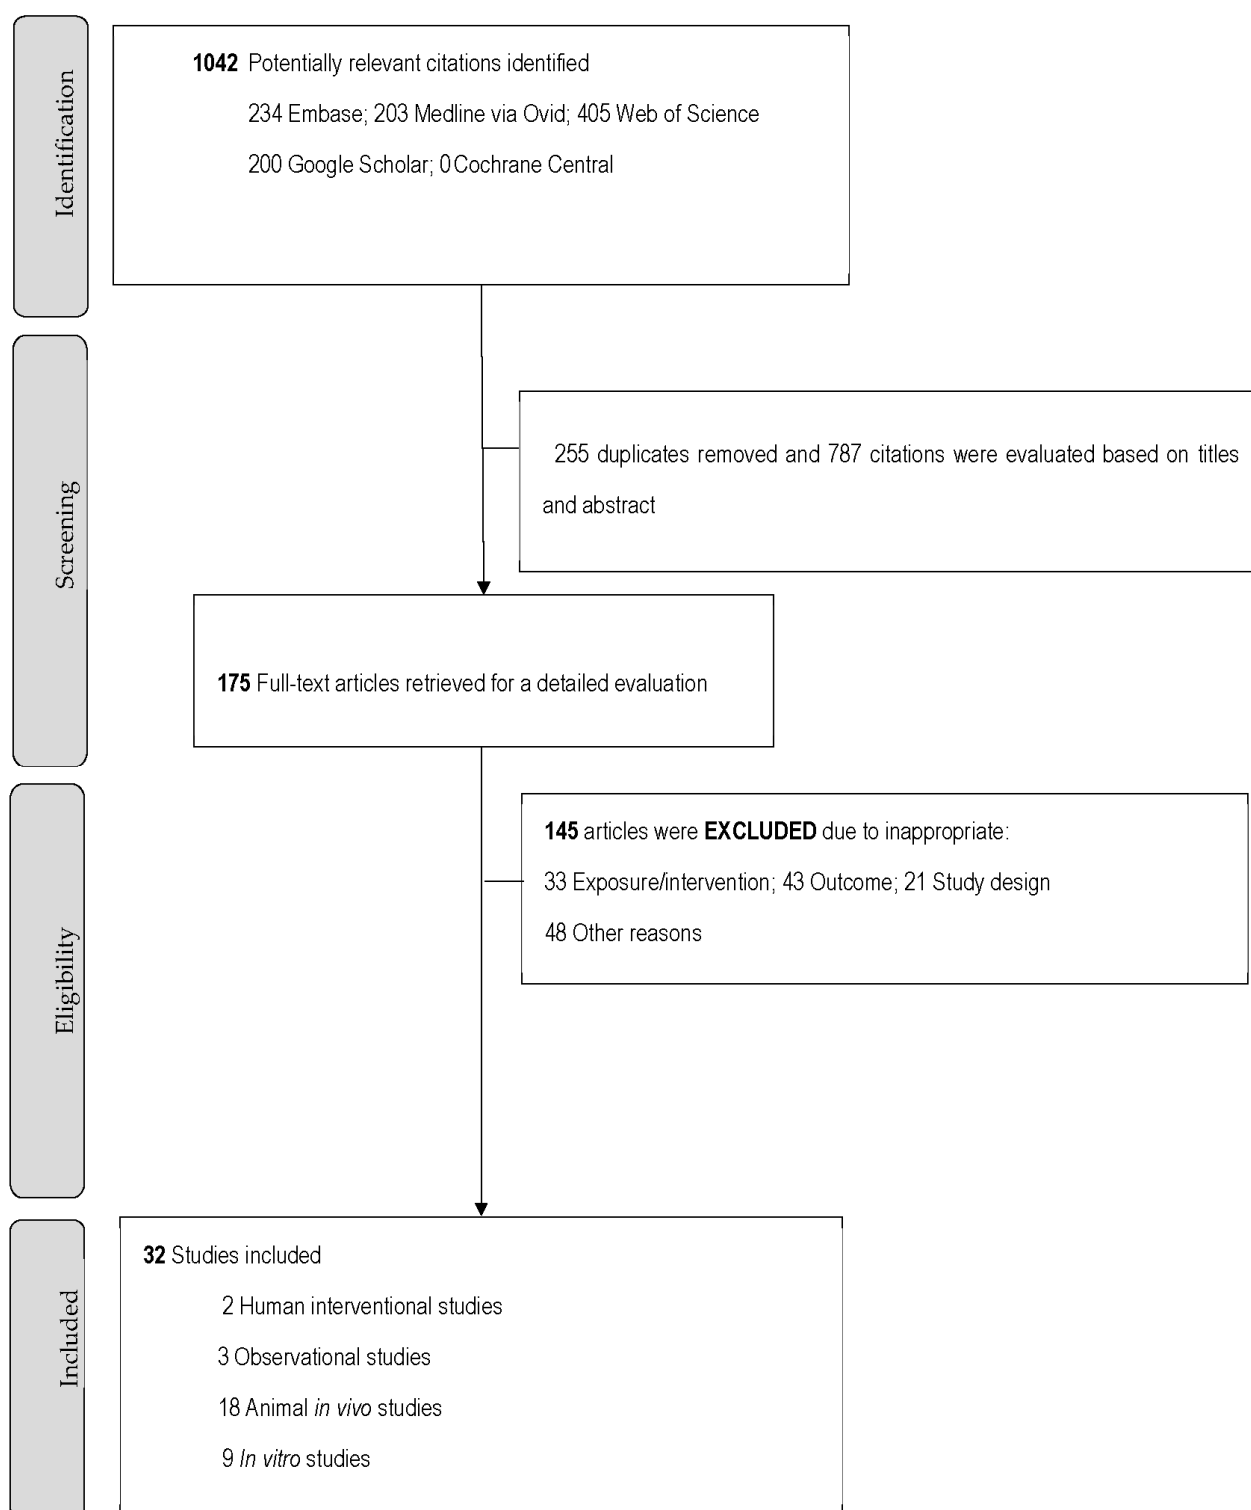 Identification
1042 Potentially relevant citations identified
234 Embase; 203 Medline via Ovid; 405 Web of Science
200 Google Scholar; 0 Cochrane Central
Screening
255 duplicates removed and 787 citations were evaluated based on titles
and abstract
175 Full-text articles retrieved for a detailed evaluation
Eligibility
145 articles were EXCLUDED due to inappropriate:
33 Exposure/intervention; 43 Outcome; 21 Study design
48 Other reasons
Included
32 Studies included
2 Human interventional studies
3 Observational studies
18 Animal in vivo studies
9 In vitro studies